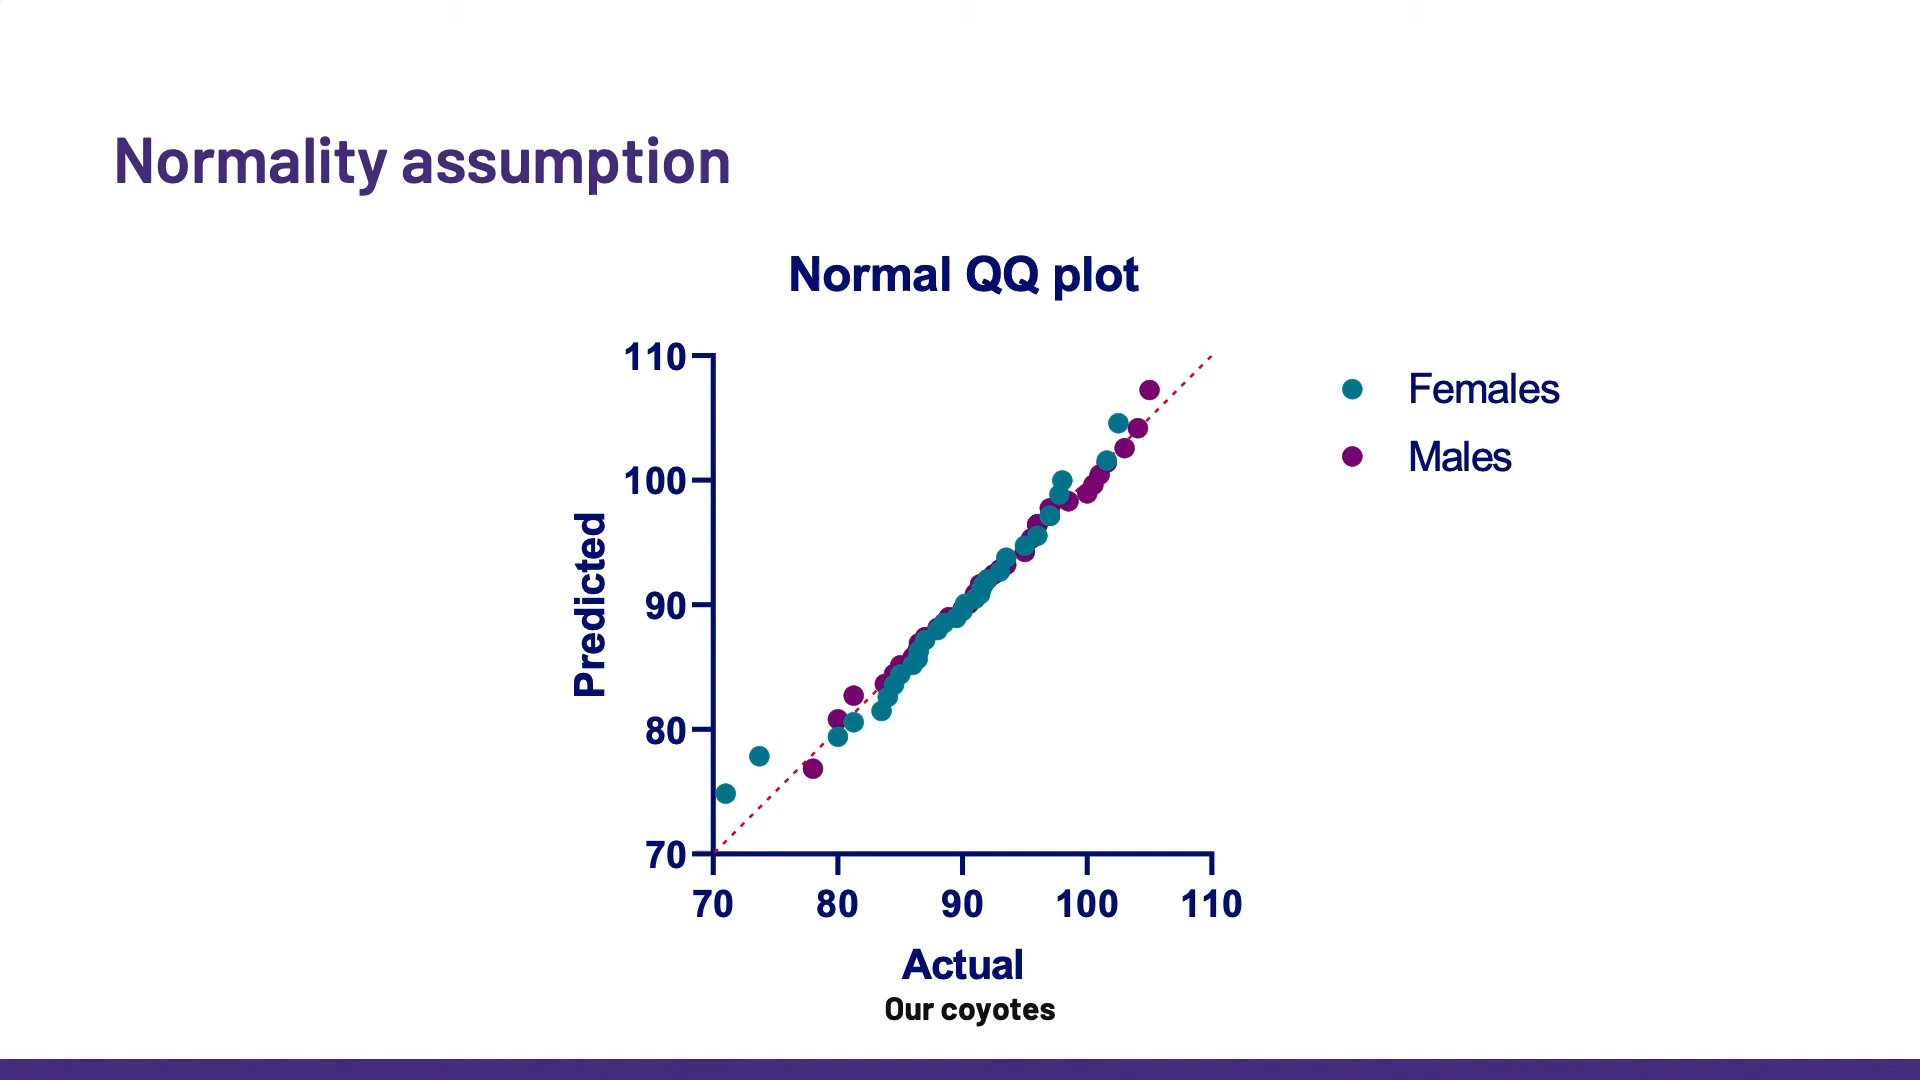 Normality assumption
Normal QQ plot
110
100
90
80
70
Predicted
70 80 90 100 110
Actual
Females
Males
Our coyotes